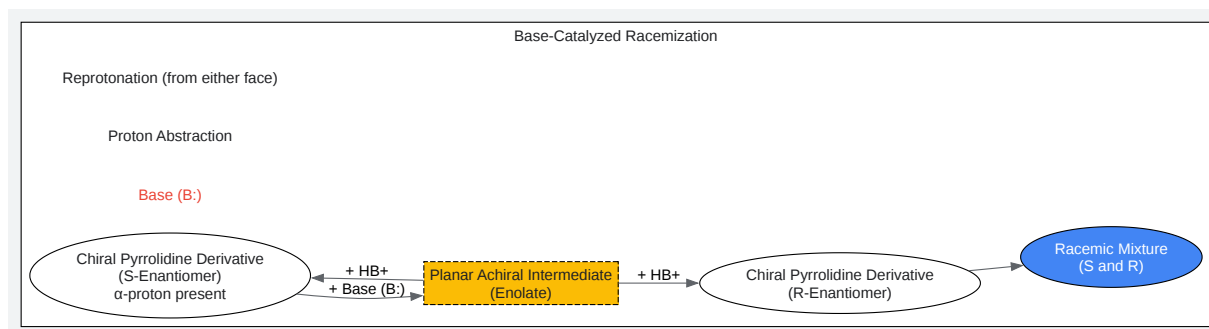 Base-Catalyzed Racemization
Reprotonation (from either face)
Proton Abstraction
Base (B:)
Chiral Pyrrolidine Derivative
(S-Enantiomer)
α-proton present
+ HB+
+ Base (B:)
Planar Achiral Intermediate
(Enolate)
+ HB+
Chiral Pyrrolidine Derivative
(R-Enantiomer)
Racemic Mixture
(S and R)